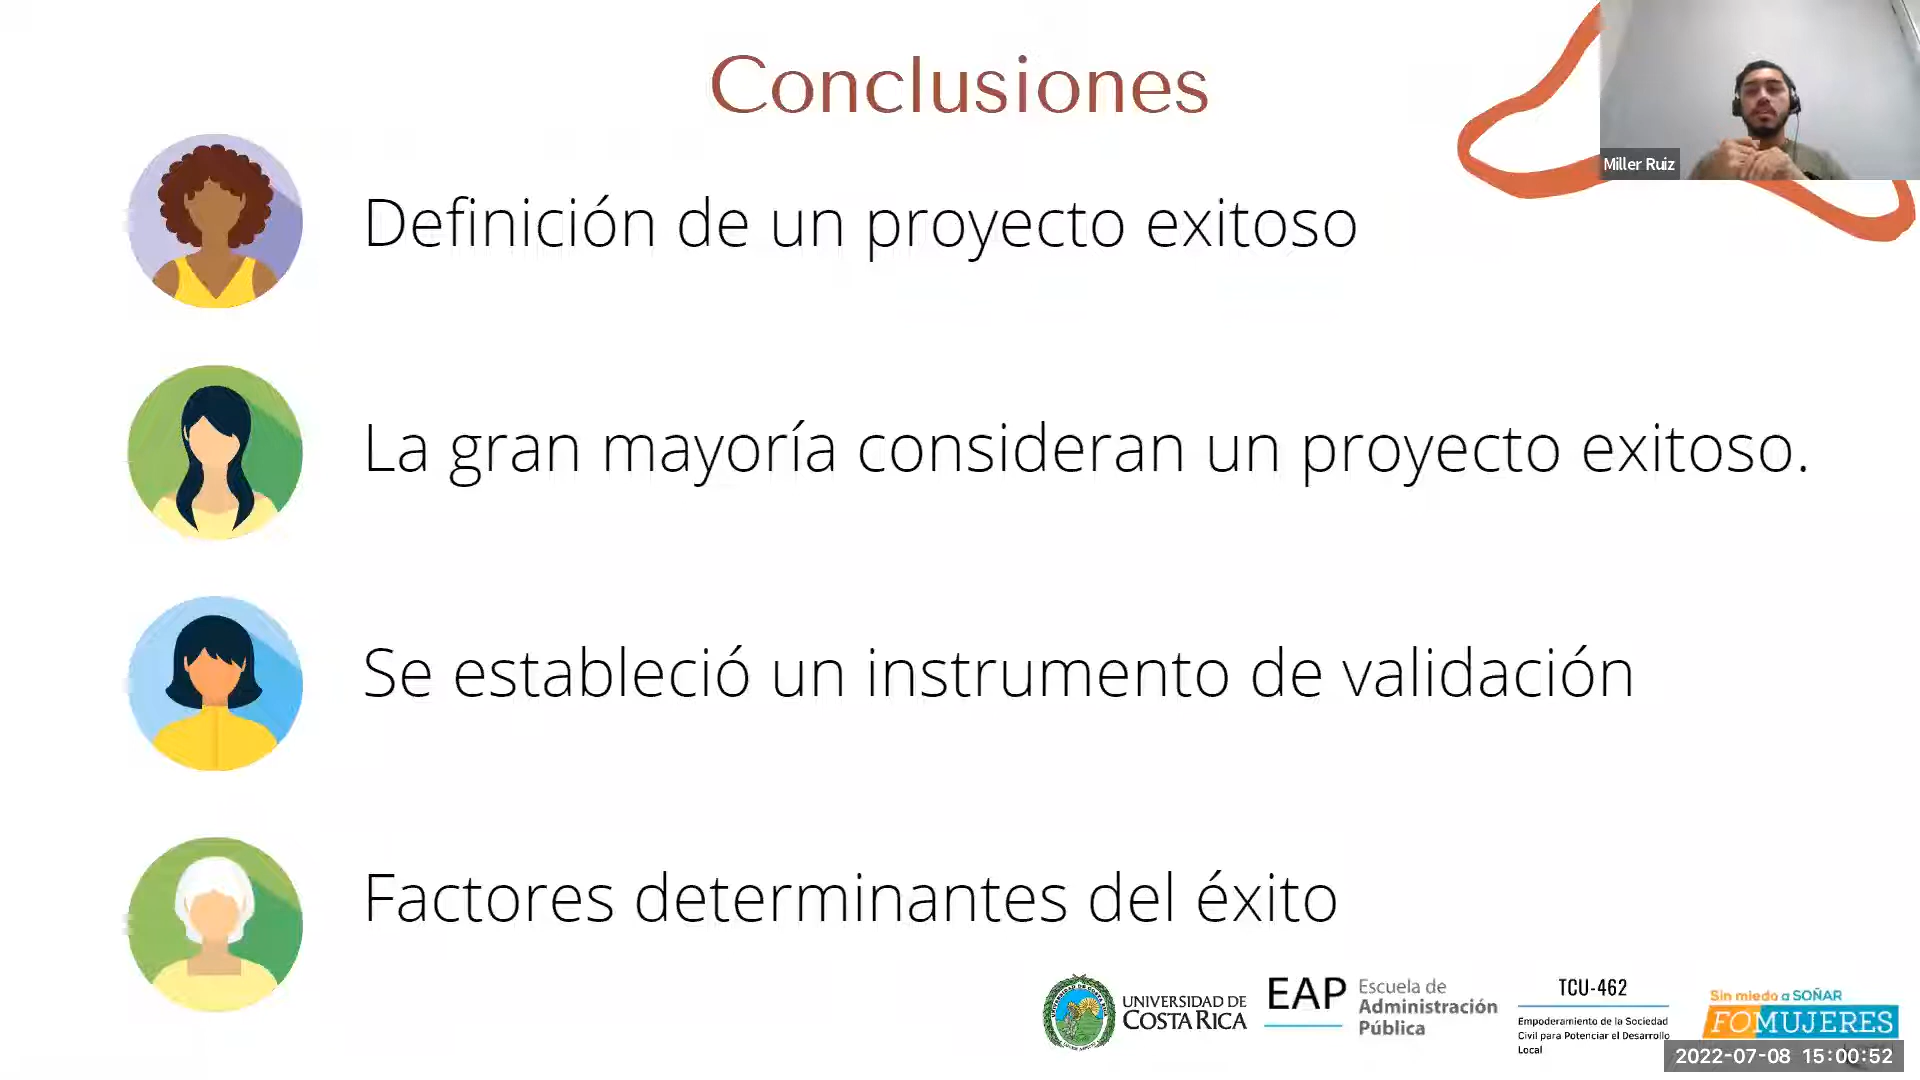 Conclusiones
Miller Ruiz
Definición de un proyecto exitoso
La gran mayoría consideran un proyecto exitoso.
Se estableció un instrumento de validación
Factores determinantes del éxito
UNIVERSIDAD DE
COSTA RICA
EAP
Escuela de
Administración
Pública
TCU-462
Empoderamiento de la Sociedad
Civil para Potenciar el Desarrollo
Local
Sin miedo a SOÑAR
FOMUJERES
2022-07-08 15:00:52